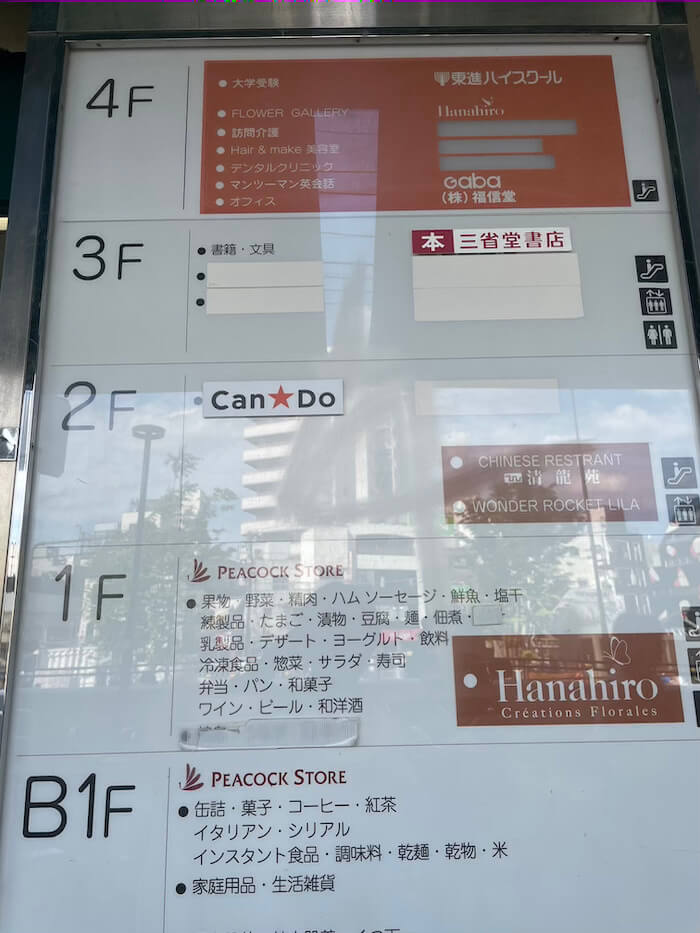 4F
大学受験 東進ハイスクール
FLOWER GALLERY Hanahiro
訪問介護
Hair & make 美容室
デンタルクリニック
マンツーマン英会話 Gaba
オフィス (株)福信堂
3F
書籍・文具 本 三省堂書店
2F
Can★Do
CHINESE RESTRANT
清龍苑
WONDER ROCKET LILA
1F
PEACOCK STORE
果物・野菜・精肉・ハム ソーセージ・鮮魚・塩干
練製品・たまご・漬物・豆腐・麺・佃煮・
乳製品・デザート・ヨーグルト・飲料
冷凍食品・惣菜・サラダ・寿司
弁当・パン・和菓子
ワイン・ビール・和洋酒
Hanahiro
Créations Florales
B1F
PEACOCK STORE
缶詰・菓子・コーヒー・紅茶
イタリアン・シリアル
インスタント食品・調味料・乾麺・乾物・米
家庭用品・生活雑貨